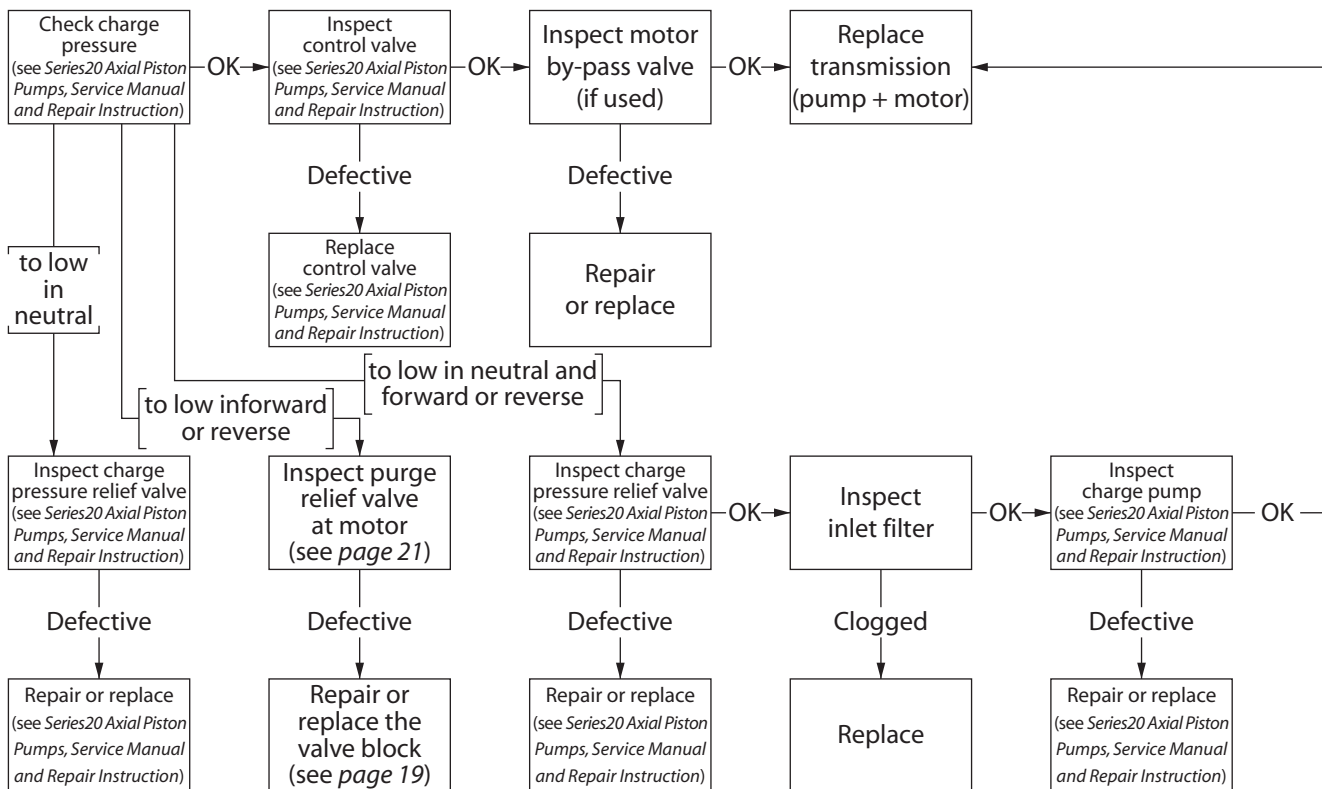 Check charge
pressure
(see Series20 Axial Piston
Pumps, Service Manual
and Repair Instruction)
OK
Inspect
control valve
(see Series20 Axial Piston
Pumps, Service Manual
and Repair Instruction)
OK
Inspect motor
by-pass valve
(if used)
OK
Replace
transmission
(pump + motor)
Defective
Defective
Replace
control valve
(see Series20 Axial Piston
Pumps, Service Manual
and Repair Instruction)
Repair
or replace
to low
in
neutral
to low in neutral and
forward or reverse
to low inforward
or reverse
Inspect charge
pressure relief valve
(see Series20 Axial Piston
Pumps, Service Manual
and Repair Instruction)
Inspect purge
relief valve
at motor
(see page 21)
Inspect charge
pressure relief valve
(see Series20 Axial Piston
Pumps, Service Manual
and Repair Instruction)
OK
Inspect
inlet filter
OK
Inspect
charge pump
(see Series20 Axial Piston
Pumps, Service Manual
and Repair Instruction)
OK
Defective
Defective
Defective
Clogged
Defective
Repair or replace
(see Series20 Axial Piston
Pumps, Service Manual
and Repair Instruction)
Repair or
replace the
valve block
(see page 19)
Repair or replace
(see Series20 Axial Piston
Pumps, Service Manual
and Repair Instruction)
Replace
Repair or replace
(see Series20 Axial Piston
Pumps, Service Manual
and Repair Instruction)